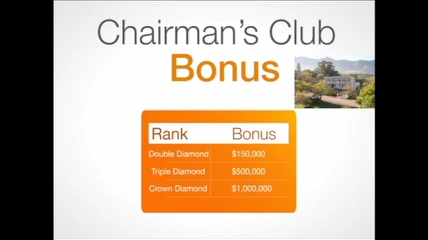 Chairman's Club
Bonus
Rank Bonus
Double Diamond $150,000
Triple Diamond $500,000
Crown Diamond $1,000,000